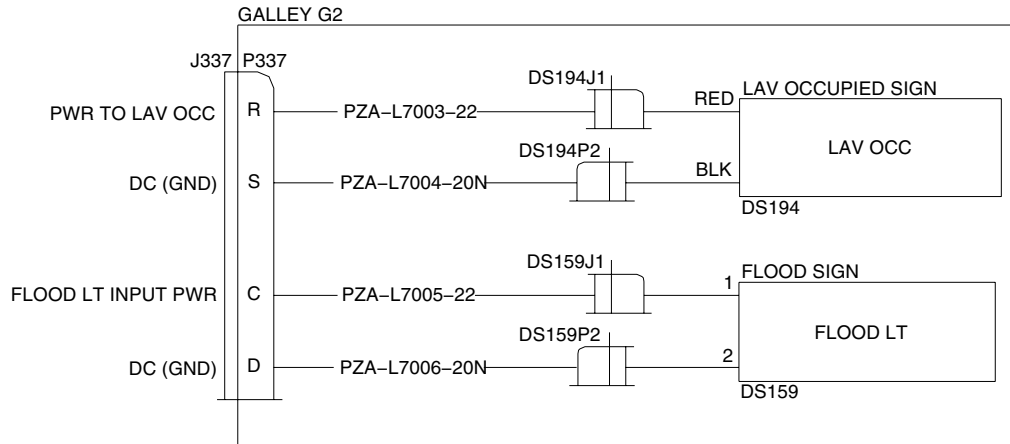 GALLEY G2
J337 P337
DS194J1
PWR TO LAV OCC R PZA-L7003-22 RED LAV OCCUPIED SIGN
LAV OCC
DS194P2
DC (GND) S PZA-L7004-20N BLK
DS194
DS159J1
FLOOD LT INPUT PWR C PZA-L7005-22 1 FLOOD SIGN
FLOOD LT
DS159P2
DC (GND) D PZA-L7006-20N 2
DS159